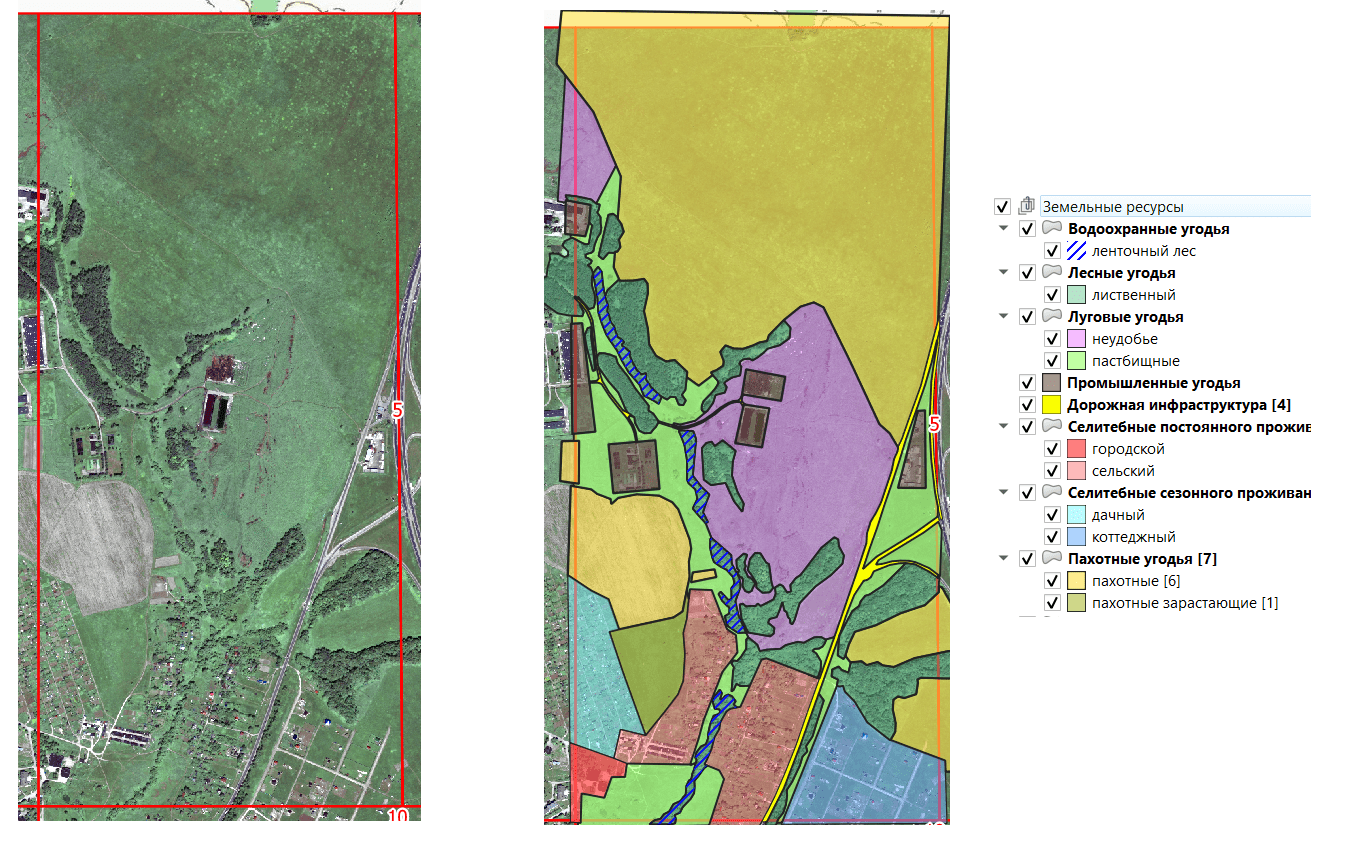 Земельные ресурсы
Водоохранные угодья
ленточный лес
Лесные угодья
лиственный
Луговые угодья
неудобье
пастбищные
Промышленные угодья
Дорожная инфраструктура [4]
Селитебные постоянного прожив
городской
сельский
Селитебные сезонного проживан
дачный
коттеджный
Пахотные угодья [7]
пахотные [6]
пахотные зарастающие [1]
5
10
5